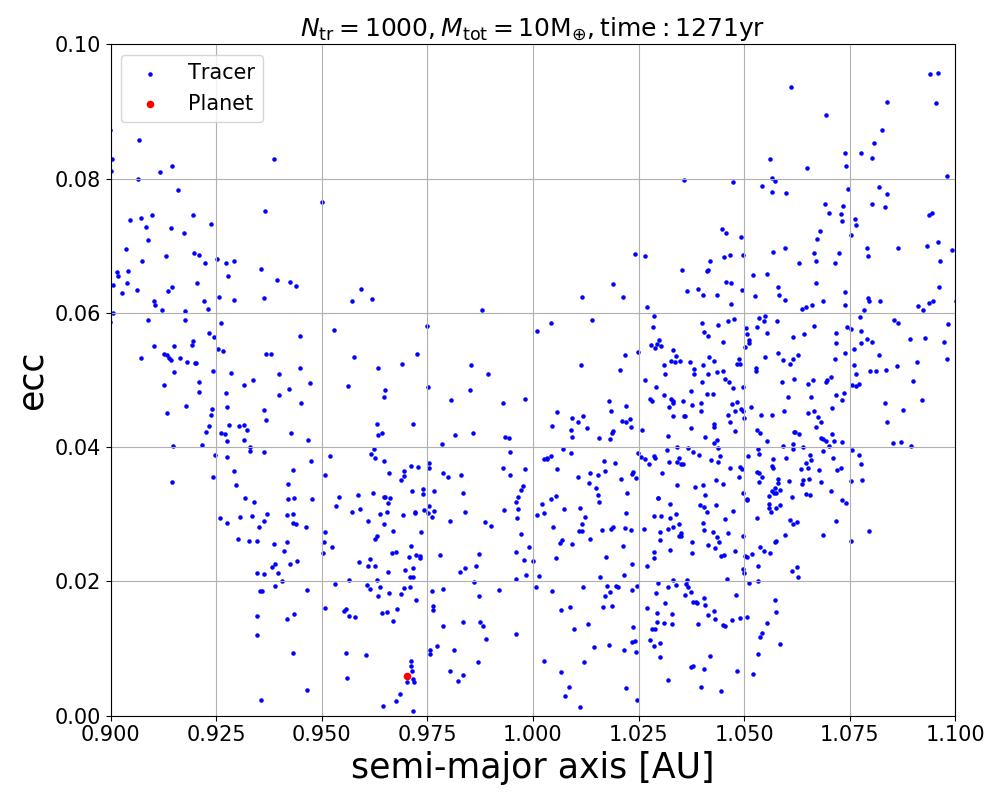 N_tr = 1000, M_tot = 10M_⊕, time : 1271yr
Tracer
Planet
ecc
0.10
0.08
0.06
0.04
0.02
0.00
0.900 0.925 0.950 0.975 1.000 1.025 1.050 1.075 1.100
semi-major axis [AU]